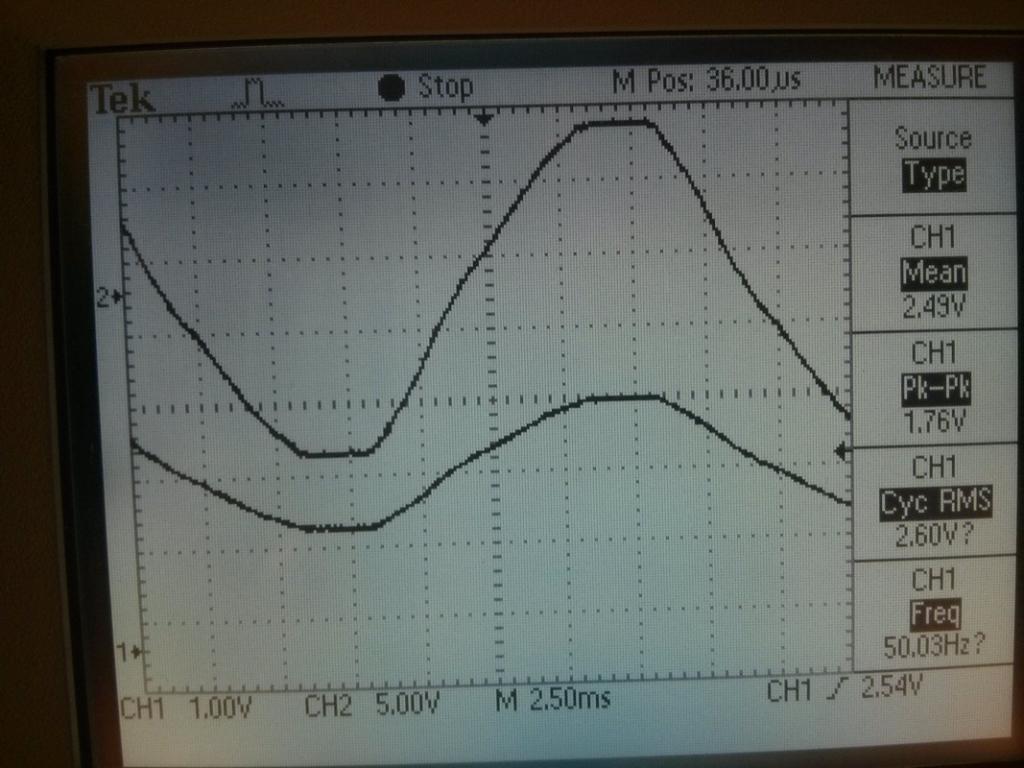 Tek
Stop
M Pos: 36.00µs
MEASURE
Source
Type
CH1
Mean
2.49V
CH1
Pk-Pk
1.76V
CH1
Cyc RMS
2.60V?
CH1
Freq
50.03Hz?
2
1
CH1 1.00V
CH2 5.00V
M 2.50ms
CH1
2.54V